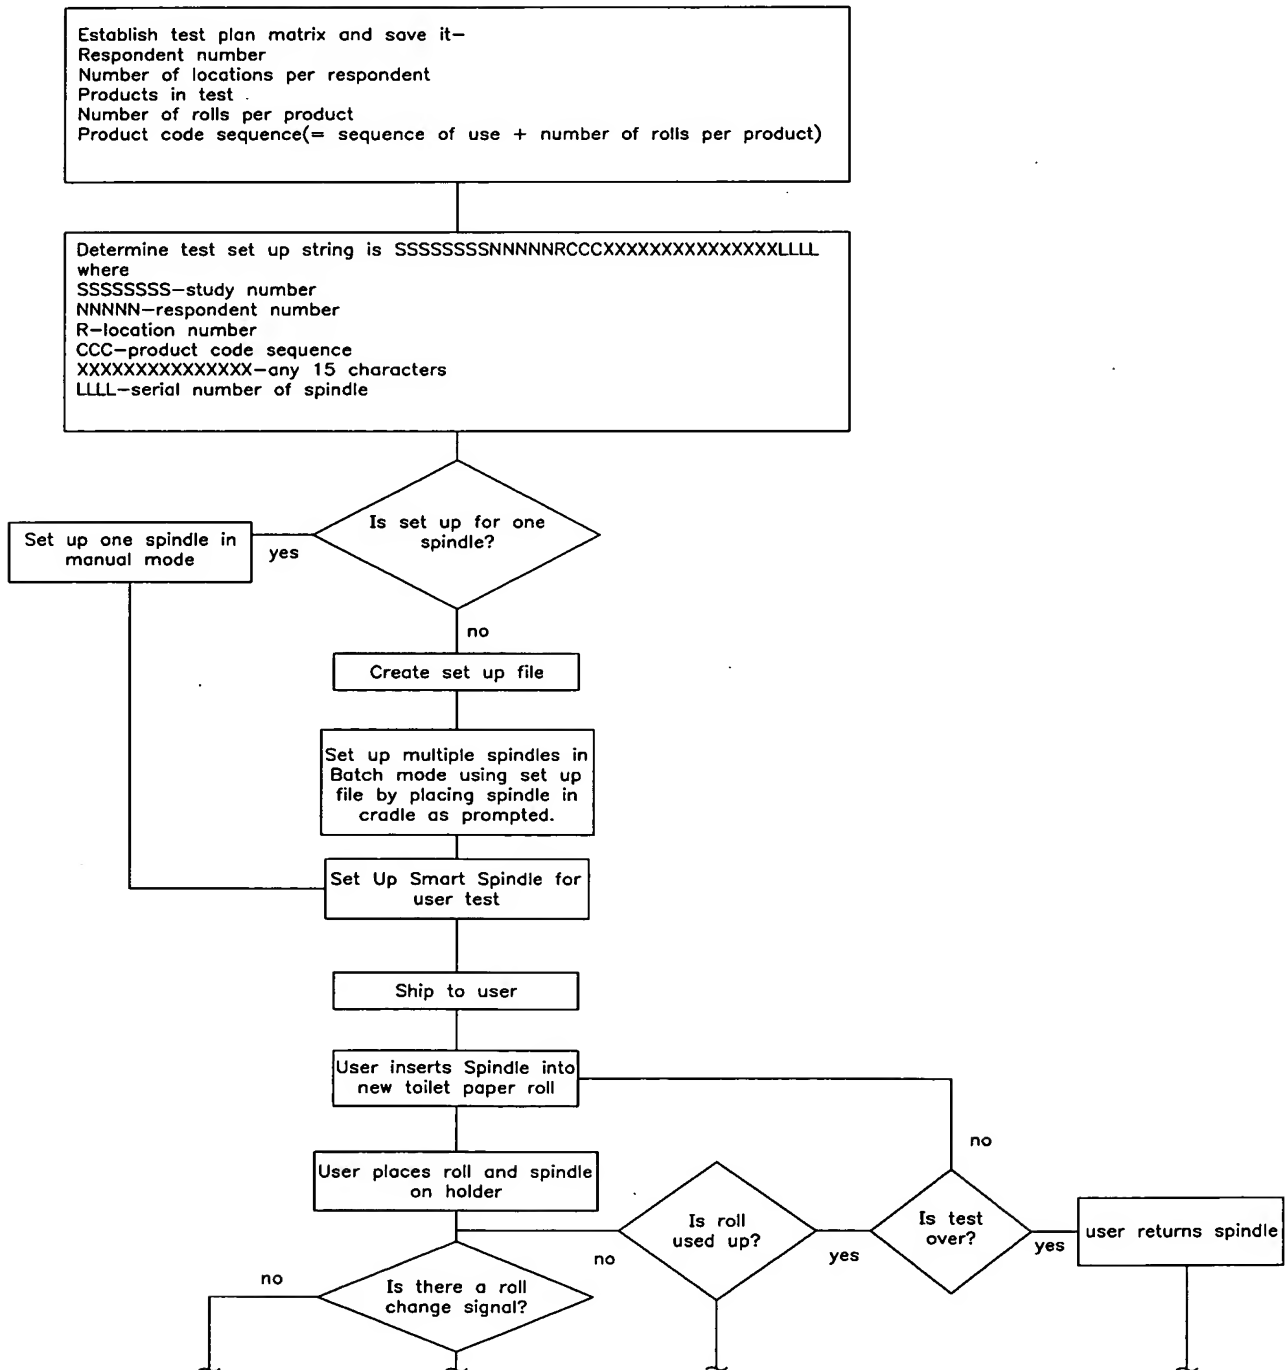 Establish test plan matrix and save it-
Respondent number
Number of locations per respondent
Products in test
Number of rolls per product
Product code sequence(= sequence of use + number of rolls per product)
Determine test set up string is SSSSSSSSNNNNNRCCCXXXXXXXXXXXXXXXLLLL
where
SSSSSSSS-study number
NNNNN-respondent number
R-location number
CCC-product code sequence
XXXXXXXXXXXXXXX-any 15 characters
LLLL-serial number of spindle
Is set up for one
spindle?
Set up one spindle in
manual mode
yes
no
Create set up file
Set up multiple spindles in
Batch mode using set up
file by placing spindle in
cradle as prompted.
Set Up Smart Spindle for
user test
Ship to user
User inserts Spindle into
new toilet paper roll
no
User places roll and spindle
on holder
Is roll
used up?
Is test
over?
user returns spindle
no
yes
yes
no
Is there a roll
change signal?